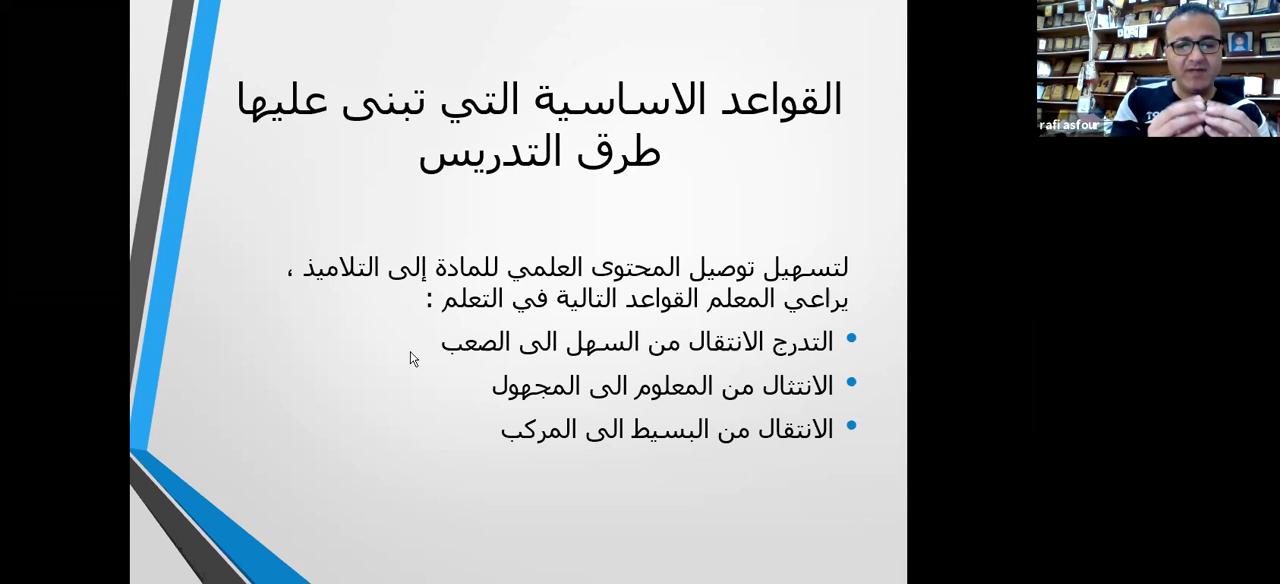 القواعد الاساسية التي تبنى عليها
طرق التدريس
لتسهيل توصيل المحتوى العلمي للمادة إلى التلاميذ ،
يراعي المعلم القواعد التالية في التعلم :
• التدرج الانتقال من السهل الى الصعب
• الانتثال من المعلوم الى المجهول
• الانتقال من البسيط الى المركب
rafi asfour